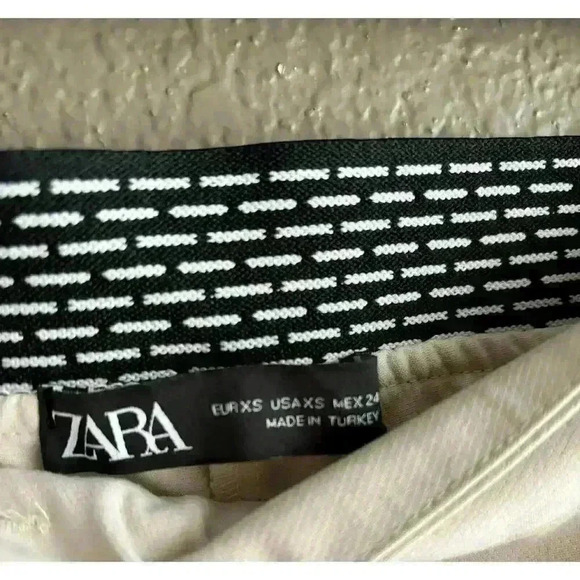 ZARA
EUR XS USA XS MEX 24
MADE IN TURKEY